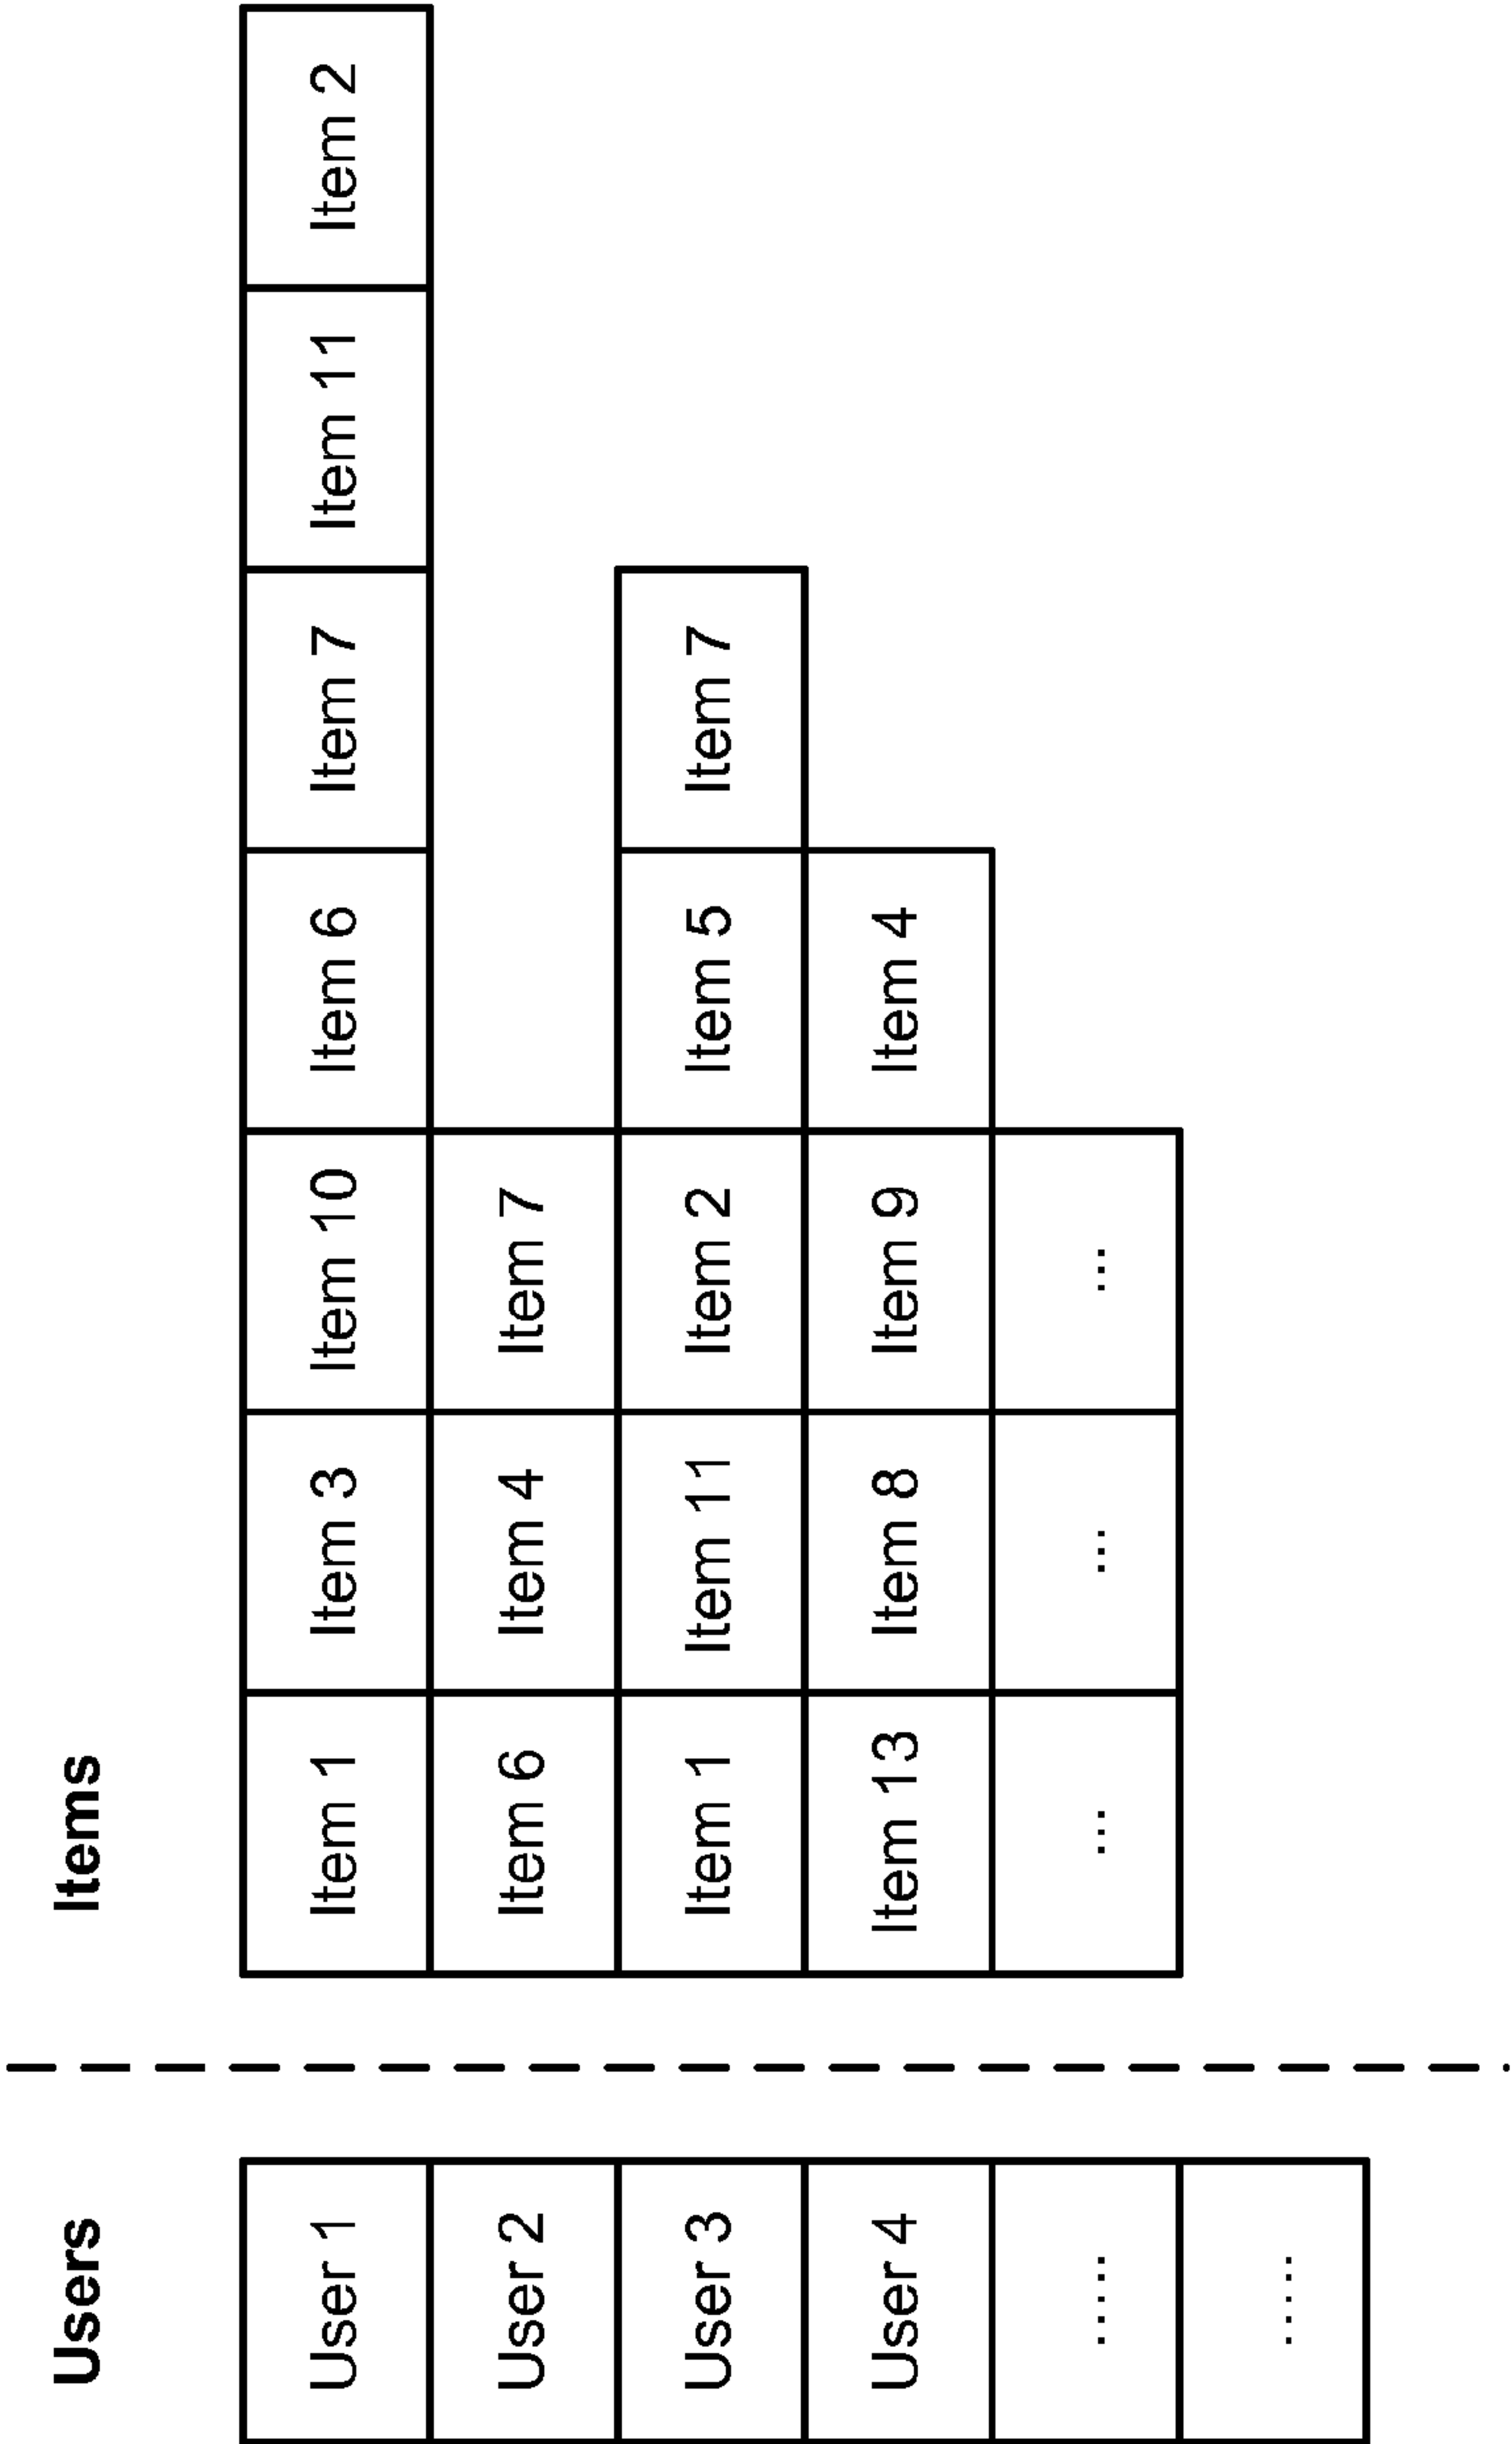 Users Items
User 1 Item 1 Item 3 Item 10 Item 6 Item 7 Item 11 Item 2
User 2 Item 6 Item 4 Item 7
User 3 Item 1 Item 11 Item 2 Item 5 Item 7
User 4 Item 13 Item 8 Item 9 Item 4
..... ... ... ...
.....